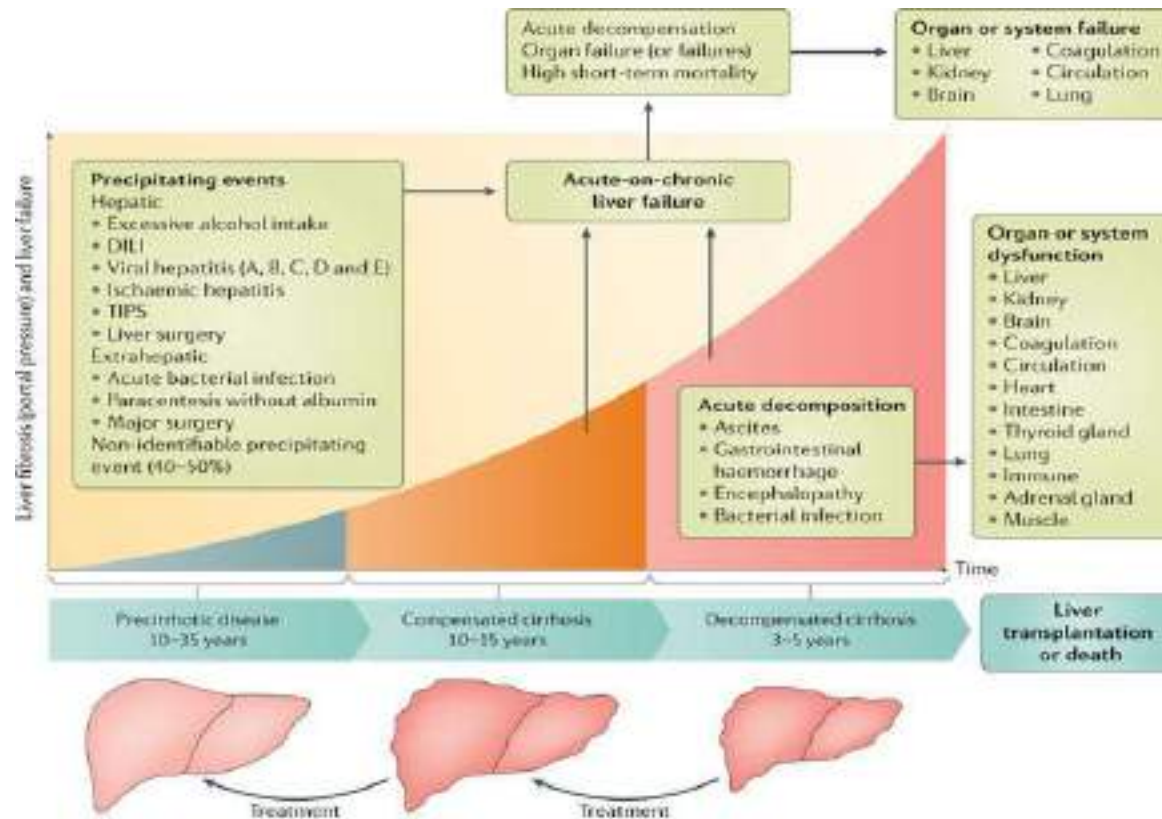 Acute decompensation
Organ failure (or failures)
High short-term mortality
Organ or system failure
• Liver
• Kidney
• Brain
• Coagulation
• Circulation
• Lung
Liver fibrosis (portal pressure) and liver failure
Precipitating events
Hepatic
• Excessive alcohol intake
• DILI
• Viral hepatitis (A, B, C, D and E)
• Ischaemic hepatitis
• TIPS
• Liver surgery
Extrahepatic
• Acute bacterial infection
• Paracentesis without albumin
• Major surgery
Non-identifiable precipitating
event (40–50%)
Acute-on-chronic
liver failure
Acute decomposition
• Ascites
• Gastrointestinal
haemorrhage
• Encephalopathy
• Bacterial infection
Organ or system
dysfunction
• Liver
• Kidney
• Brain
• Coagulation
• Circulation
• Heart
• Intestine
• Thyroid gland
• Lung
• Immune
• Adrenal gland
• Muscle
Time
Precirrhotic disease
10–35 years
Compensated cirrhosis
10–15 years
Decompensated cirrhosis
3–5 years
Liver
transplantation
or death
Treatment
Treatment